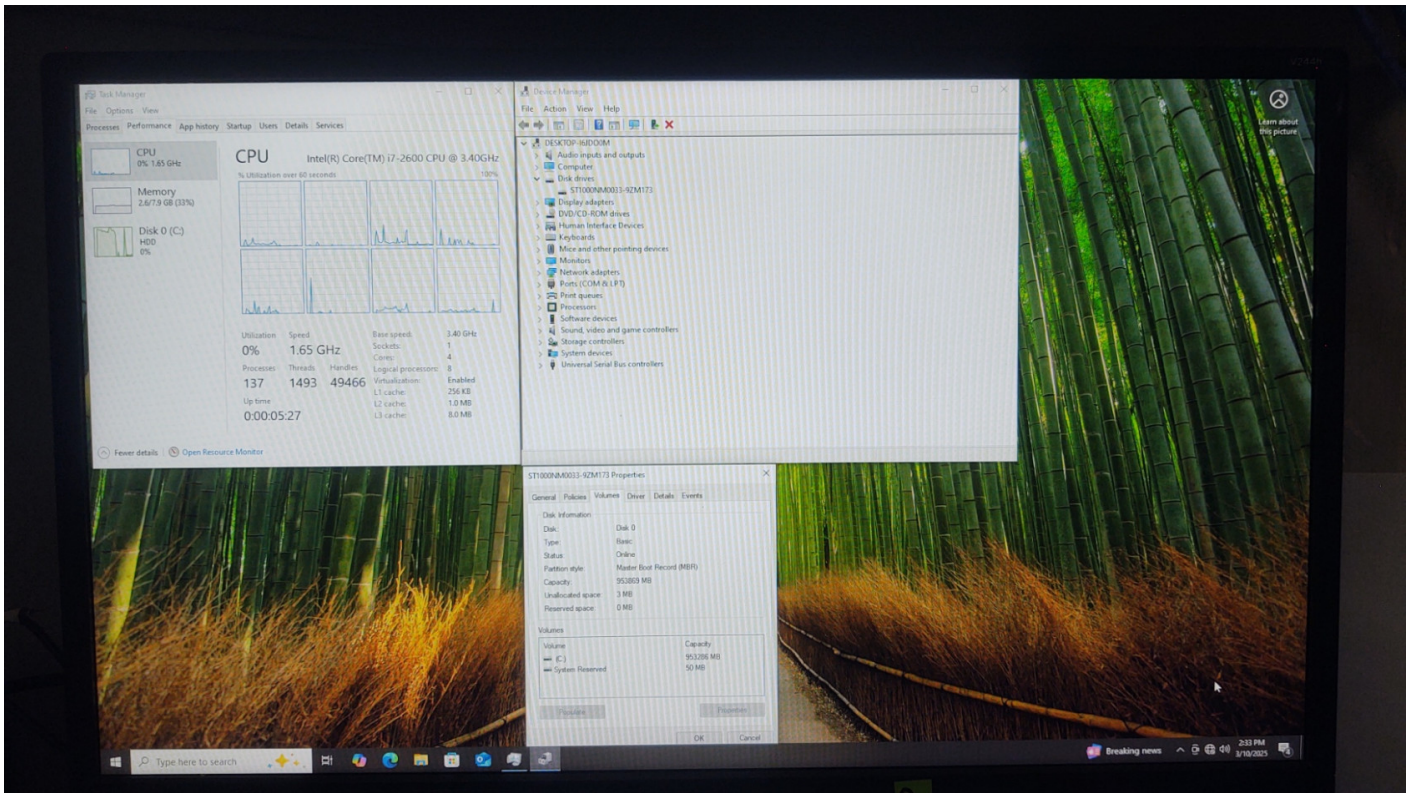 V244H
Task Manager
File Options View
Processes Performance App history Startup Users Details Services
CPU
0% 1.65 GHz
Memory
2.6/7.9 GB (33%)
Disk 0 (C:)
HDD
0%
CPU
Intel(R) Core(TM) i7-2600 CPU @ 3.40GHz
% Utilization over 60 seconds
100%
Utilization Speed
0% 1.65 GHz
Processes Threads Handles
137 1493 49466
Up time
0:00:05:27
Base speed: 3.40 GHz
Sockets: 1
Cores: 4
Logical processors: 8
Virtualization: Enabled
L1 cache: 256 KB
L2 cache: 1.0 MB
L3 cache: 8.0 MB
Fewer details Open Resource Monitor
Device Manager
File Action View Help
DESKTOP-I6JDO0M
Audio inputs and outputs
Computer
Disk drives
ST1000NM0033-9ZM173
Display adapters
DVD/CD-ROM drives
Human Interface Devices
Keyboards
Mice and other pointing devices
Monitors
Network adapters
Ports (COM & LPT)
Print queues
Processors
Software devices
Sound, video and game controllers
Storage controllers
System devices
Universal Serial Bus controllers
Learn about
this picture
ST1000NM0033-9ZM173 Properties
General Policies Volumes Driver Details Events
Disk Information
Disk: Disk 0
Type: Basic
Status: Online
Partition style: Master Boot Record (MBR)
Capacity: 953869 MB
Unallocated space: 3 MB
Reserved space: 0 MB
Volumes
Volume Capacity
(C:) 953286 MB
System Reserved 50 MB
Populate Properties
OK Cancel
Type here to search
Breaking news
2:33 PM
3/10/2025